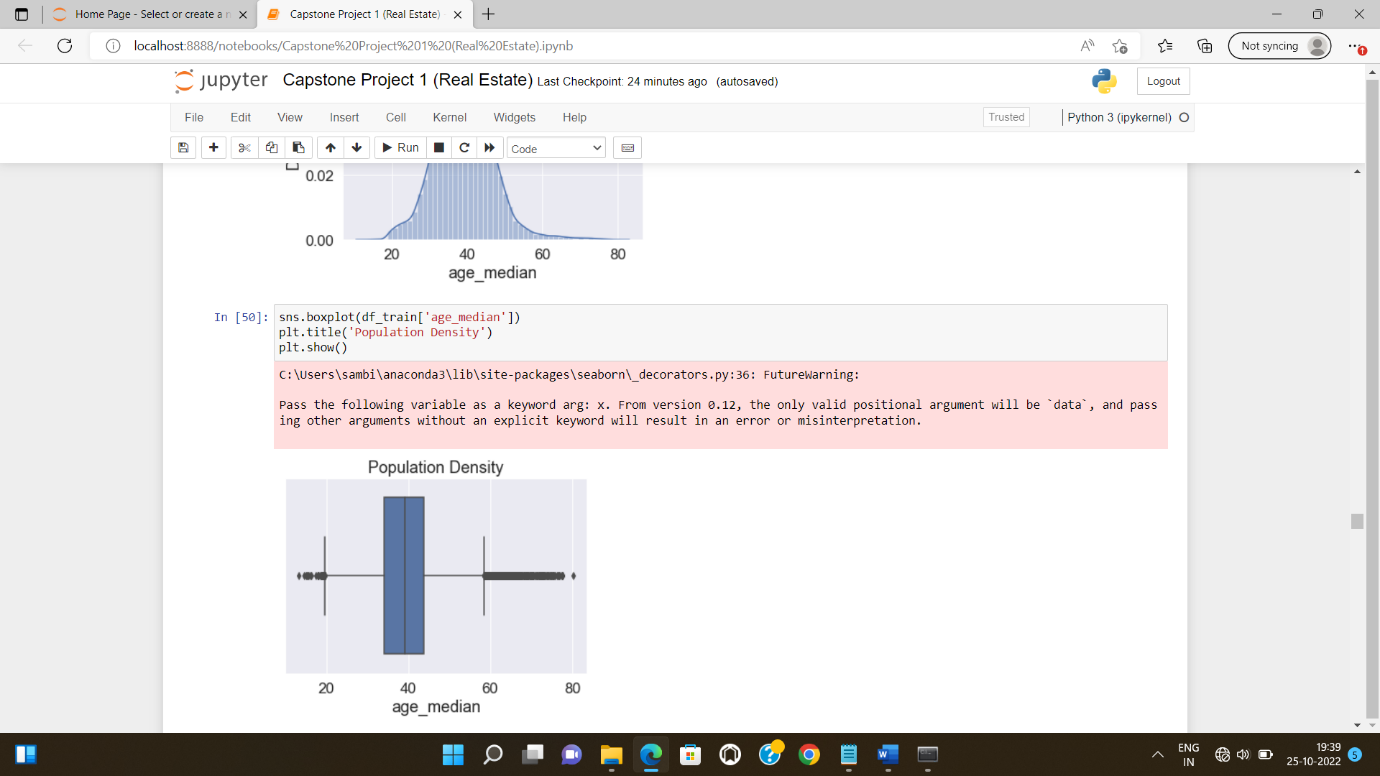 Home Page - Select or create a n
Capstone Project 1 (Real Estate)
localhost:8888/notebooks/Capstone%20Project%201%20(Real%20Estate).ipynb
Not syncing
jupyter Capstone Project 1 (Real Estate) Last Checkpoint: 24 minutes ago (autosaved)
Logout
File Edit View Insert Cell Kernel Widgets Help
Trusted
Python 3 (ipykernel)
Run
Code
0.02
0.00
20 40 60 80
age_median
In [50]: sns.boxplot(df_train['age_median'])
plt.title('Population Density')
plt.show()
C:\Users\sambi\anaconda3\lib\site-packages\seaborn\_decorators.py:36: FutureWarning:
Pass the following variable as a keyword arg: x. From version 0.12, the only valid positional argument will be `data`, and pass
ing other arguments without an explicit keyword will result in an error or misinterpretation.
Population Density
20 40 60 80
age_median
ENG
IN
19:39
25-10-2022
5